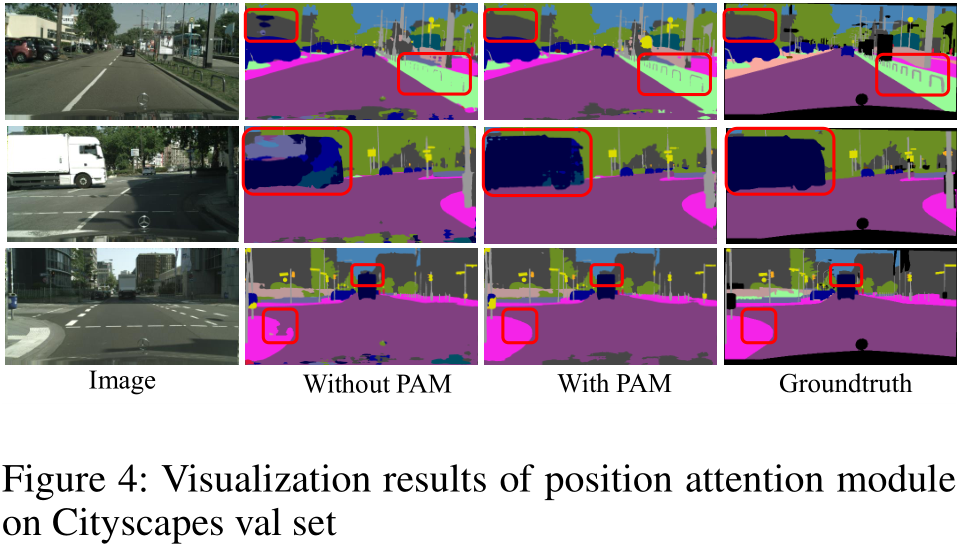 Image
Without PAM
With PAM
Groundtruth
Figure 4: Visualization results of position attention module
on Cityscapes val set